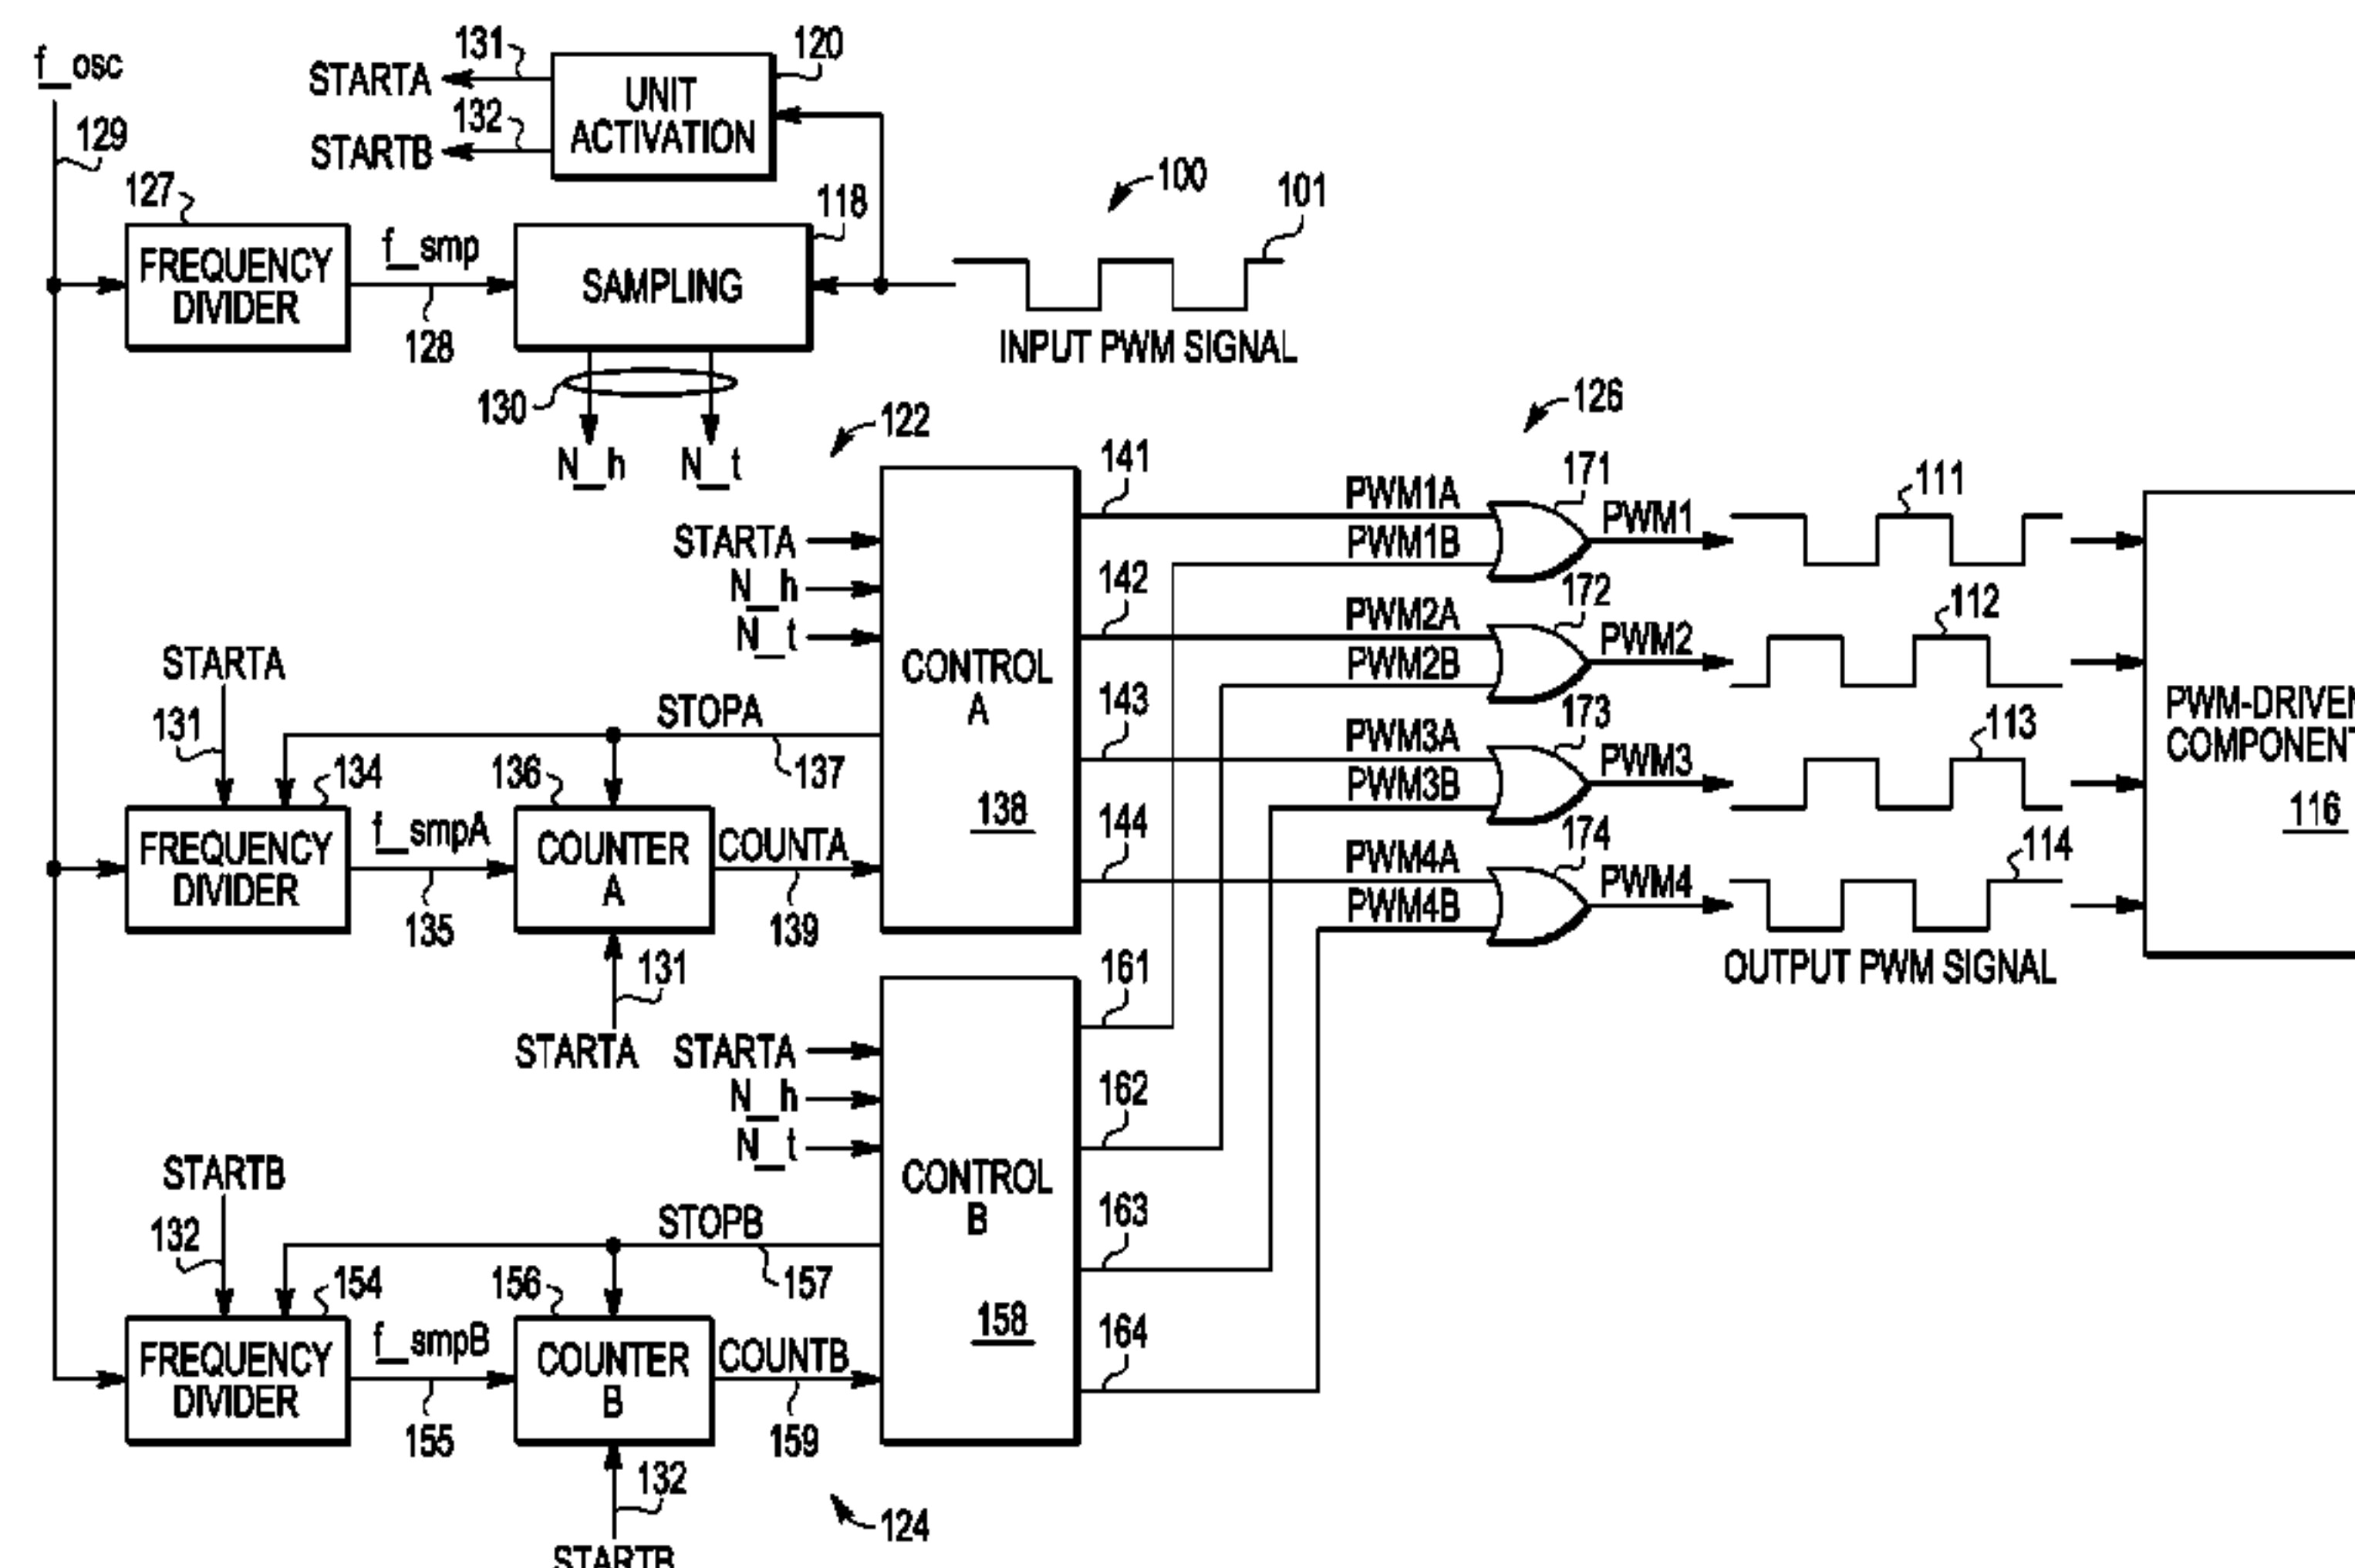 f_osc
129
131
STARTA
132
STARTB
UNIT
ACTIVATION
120
127
FREQUENCY
DIVIDER
f_smp
128
SAMPLING
118
130
N_h
N_t
100
101
INPUT PWM SIGNAL
122
STARTA
N_h
N_t
CONTROL
A
138
141
142
143
144
STARTA
131
STOPA
137
134
FREQUENCY
DIVIDER
f_smpA
135
136
COUNTER
A
COUNTA
139
131
STARTA
126
PWM1A
PWM1B
171
PWM1
111
PWM2A
PWM2B
172
PWM2
112
PWM3A
PWM3B
173
PWM3
113
PWM4A
PWM4B
174
PWM4
114
OUTPUT PWM SIGNAL
COMPONENT
116
STARTA
N_h
N_t
CONTROL
B
158
161
162
163
164
STARTB
132
STOPB
157
154
FREQUENCY
DIVIDER
f_smpB
155
156
COUNTER
B
COUNTB
159
132
STARTB
124